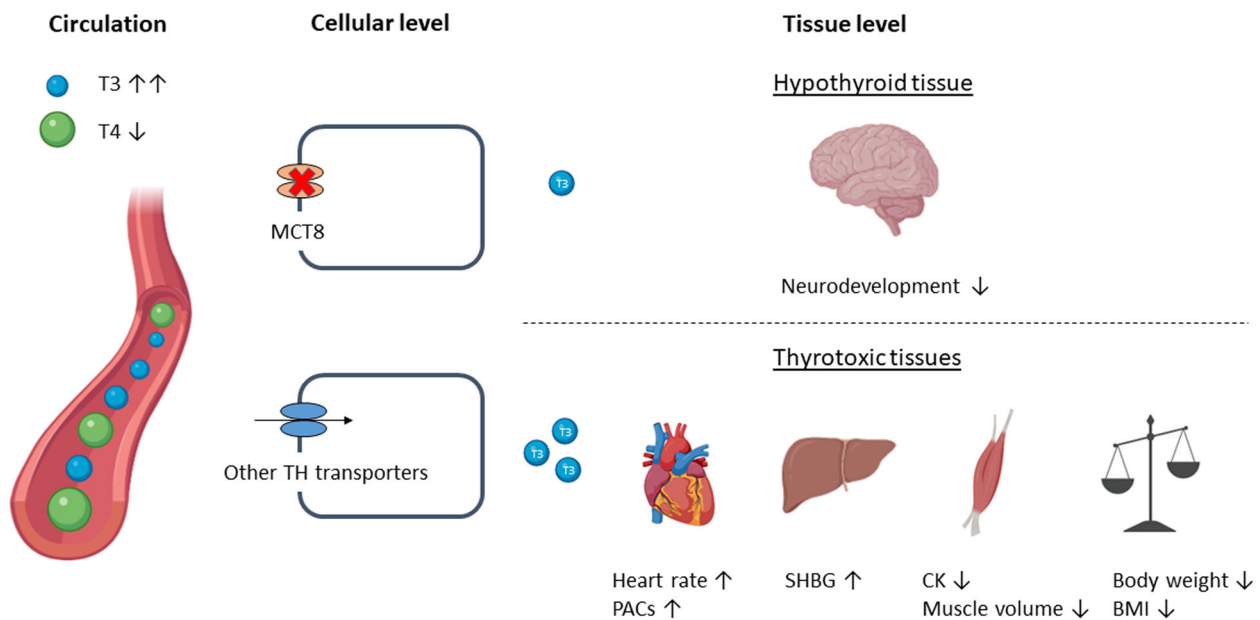 Circulation
Cellular level
Tissue level
T3 ↑↑
T4 ↓
Hypothyroid tissue
MCT8
T3
Neurodevelopment ↓
Thyrotoxic tissues
Other TH transporters
T3
T3
T3
Heart rate ↑
PACs ↑
SHBG ↑
CK ↓
Muscle volume ↓
Body weight ↓
BMI ↓